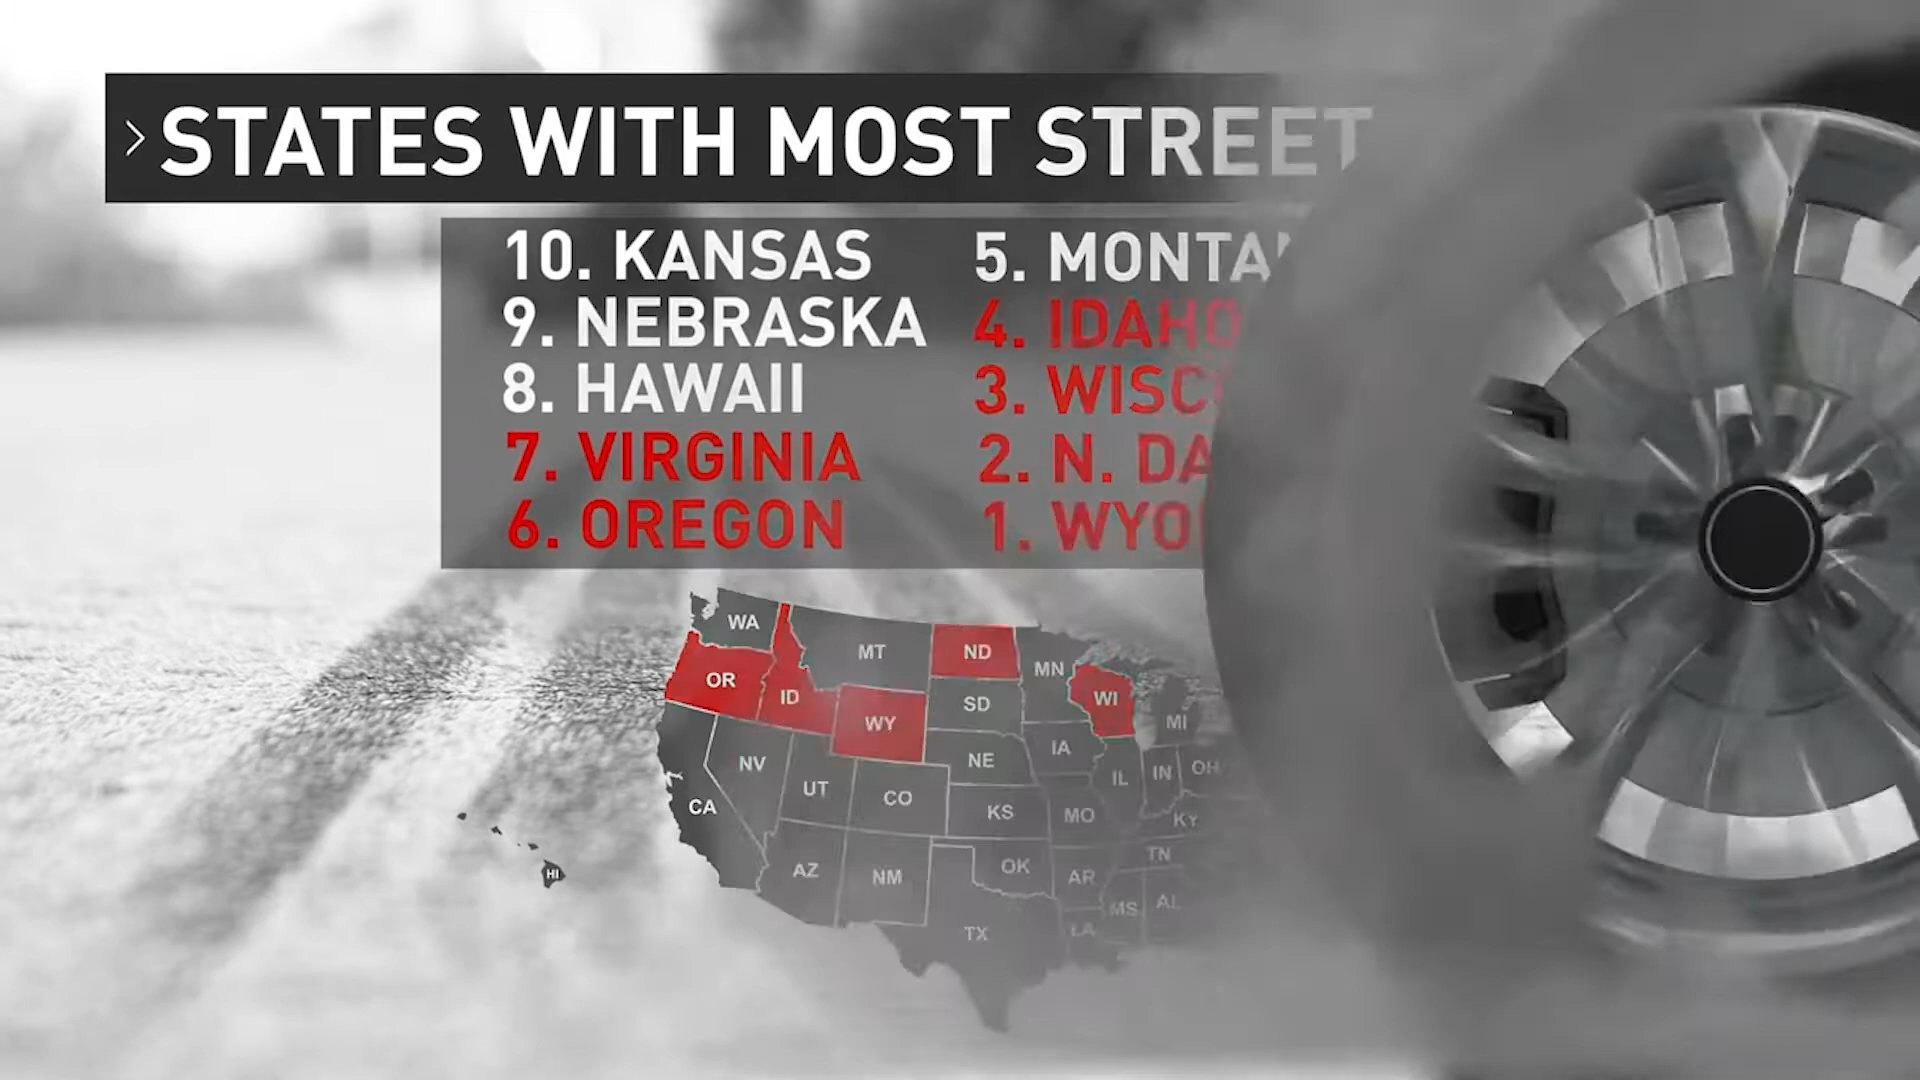 STATES WITH MOST STREET
10. KANSAS
9. NEBRASKA
8. HAWAII
7. VIRGINIA
6. OREGON
5. MONTA
4. IDAHO
3. WISC
2. N. DA
1. WYO
WA
MT
ND
MN
OR
ID
WY
SD
WI
MI
NV
UT
CO
NE
IA
IL
IN
OH
CA
KS
MO
KY
AZ
NM
OK
AR
TN
MS
AL
TX
LA
HI